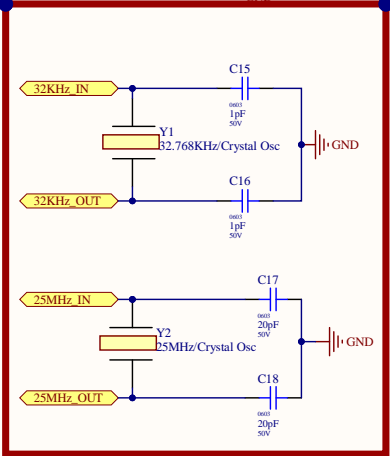 C15
32KHz_IN
0603
1pF
50V
Y1
32.768KHz/Crystal Osc
GND
C16
32KHz_OUT
0603
1pF
50V
C17
25MHz_IN
0603
20pF
50V
Y2
25MHz/Crystal Osc
GND
C18
25MHz_OUT
0603
20pF
50V